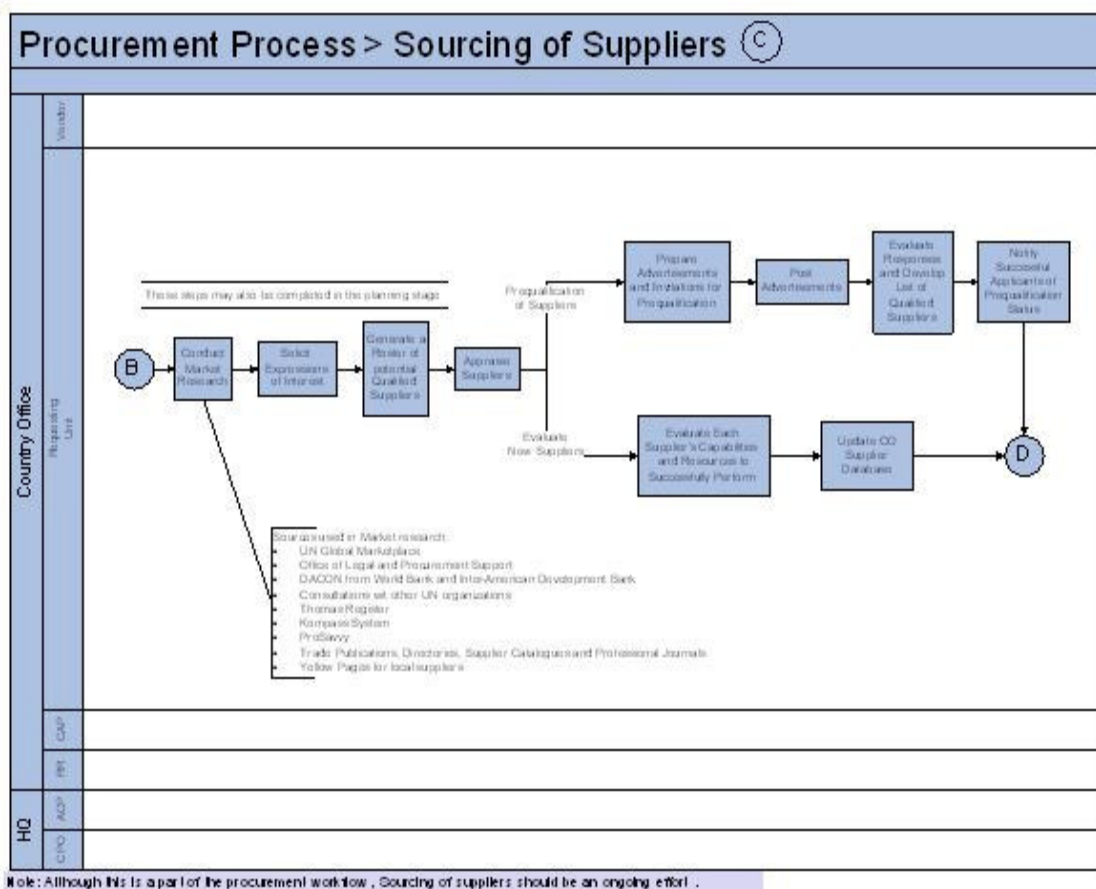 Procurement Process > Sourcing of Suppliers C
Vendor
Country Office
Requesting
Unit
These steps may also be completed in the planning stage
B
Conduct
Market
Research
Solicit
Expressions
of Interest
Generate a
Roster of
potential
Qualified
Suppliers
Appraise
Suppliers
Prequalification
of Suppliers
Prepare
Advertisements
and Invitations for
Prequalification
Post
Advertisements
Evaluate
Responses
and Develop
List of
Qualified
Suppliers
Notify
Successful
Applicants of
Prequalification
Status
Evaluate
New Suppliers
Evaluate Each
Supplier's Capabilities
and Resources to
Successfully Perform
Update CO
Supplier
Database
D
Sources used in Market research:
• UN Global Marketplace
• Office of Legal and Procurement Support
• DACON from World Bank and Inter-American Development Bank
• Consultations wit other UN organizations
• Thomas Register
• Kompass System
• ProSavvy
• Trade Publications, Directories, Supplier Catalogues and Professional Journals
• Yellow Pages for local suppliers
CAP
RR
HQ
ACP
CPO
Note: Although this is a part of the procurement workflow, Sourcing of suppliers should be an ongoing effort.